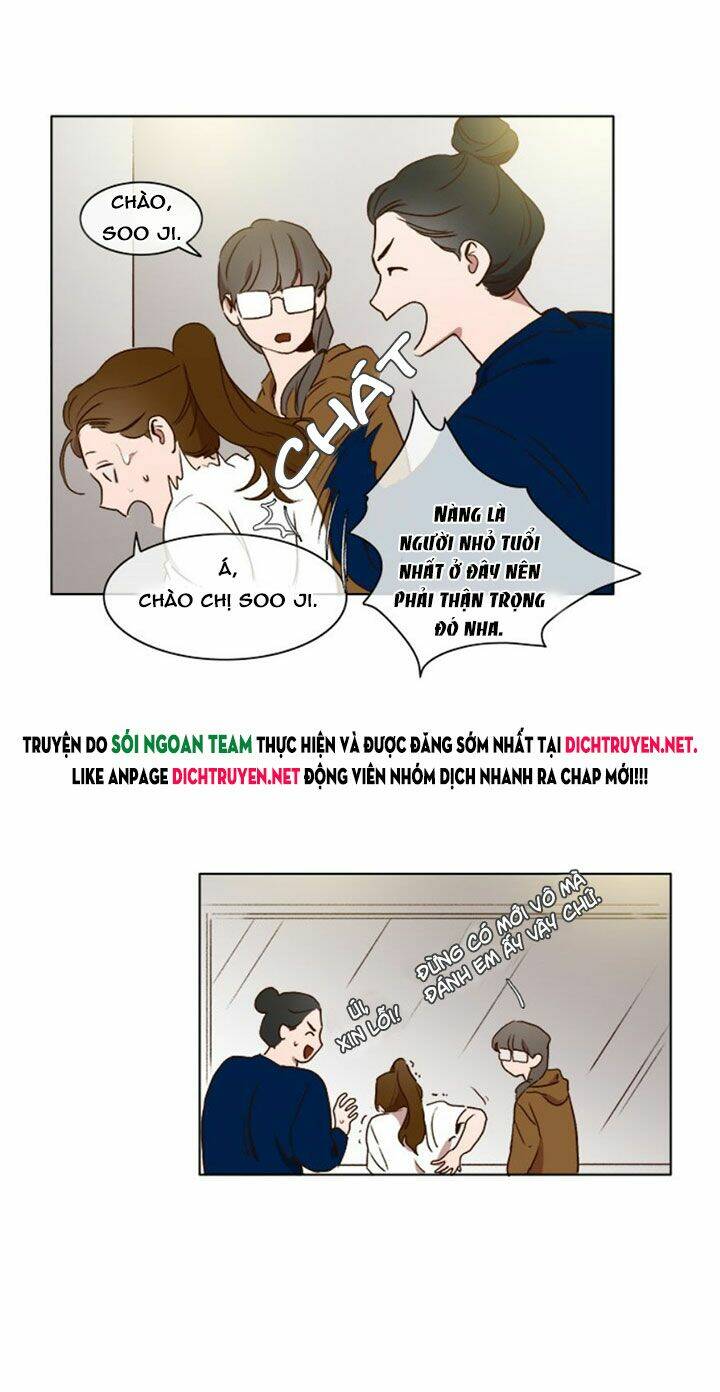 CHÀO,
SOO JI.
CHÁT
Á,
CHÀO CHỊ SOO JI.
NÀNG LÀ
NGƯỜI NHỎ TUỔI
NHẤT Ở ĐÂY NÊN
PHẢI THẬN TRỌNG
ĐÓ NHA.
TRUYỆN DO SÓI NGOAN TEAM THỰC HIỆN VÀ ĐƯỢC ĐĂNG SỚM NHẤT TẠI DICHTRUYEN.NET.
LIKE ANPAGE DICHTRUYEN.NET ĐỘNG VIÊN NHÓM DỊCH NHANH RA CHAP MỚI!!!
ÚI,
XIN LỖI!
ĐỪNG CÓ MỚI VÔ MÀ
ĐÁNH EM ẤY VẬY CHỨ.